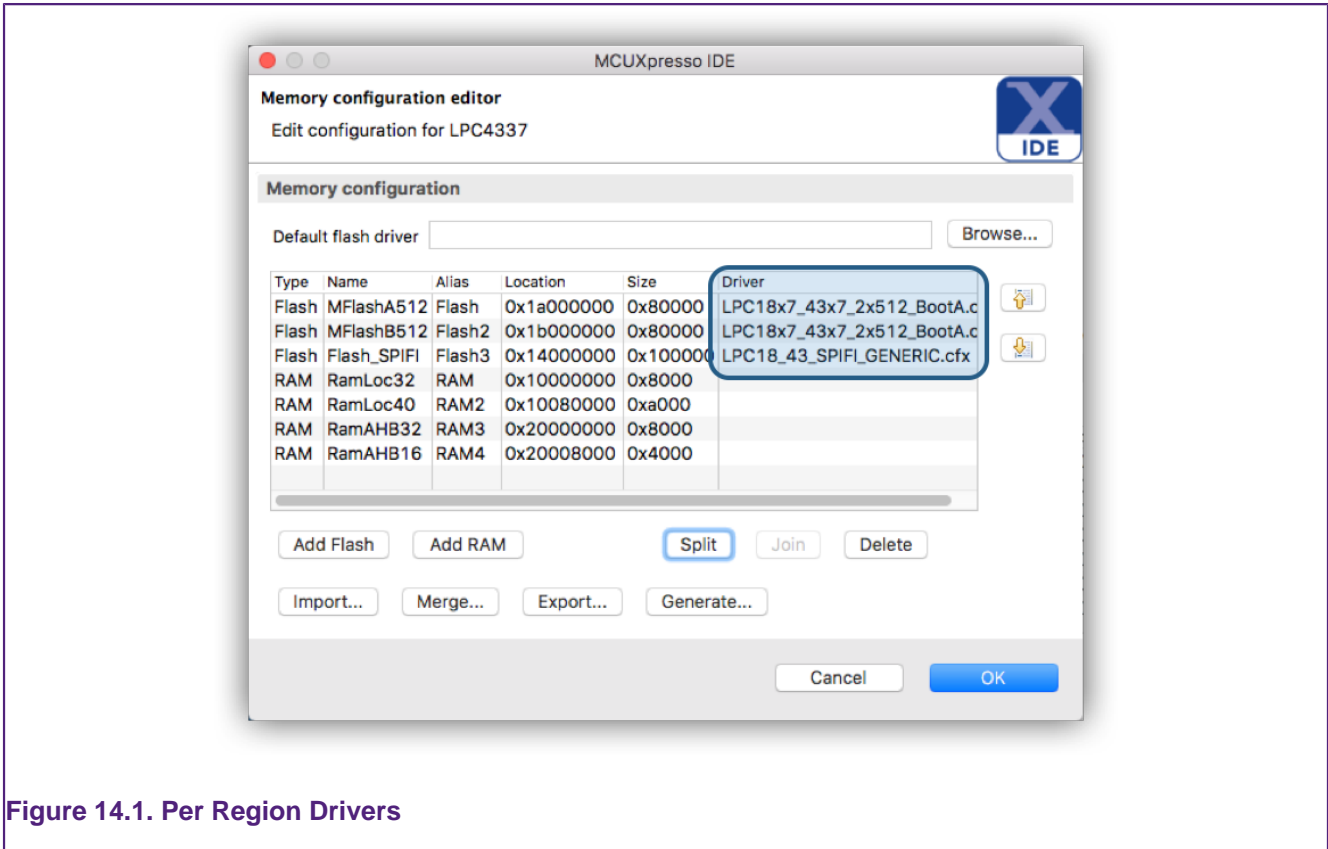 MCUXpresso IDE
Memory configuration editor
Edit configuration for LPC4337
X
IDE
Memory configuration
Default flash driver Browse...
Type Name Alias Location Size Driver
Flash MFlashA512 Flash 0x1a000000 0x80000 LPC18x7_43x7_2x512_BootA.c
Flash MFlashB512 Flash2 0x1b000000 0x80000 LPC18x7_43x7_2x512_BootA.c
Flash Flash_SPIFI Flash3 0x14000000 0x100000 LPC18_43_SPIFI_GENERIC.cfx
RAM RamLoc32 RAM 0x10000000 0x8000
RAM RamLoc40 RAM2 0x10080000 0xa000
RAM RamAHB32 RAM3 0x20000000 0x8000
RAM RamAHB16 RAM4 0x20008000 0x4000
Add Flash Add RAM Split Join Delete
Import... Merge... Export... Generate...
Cancel OK
Figure 14.1. Per Region Drivers